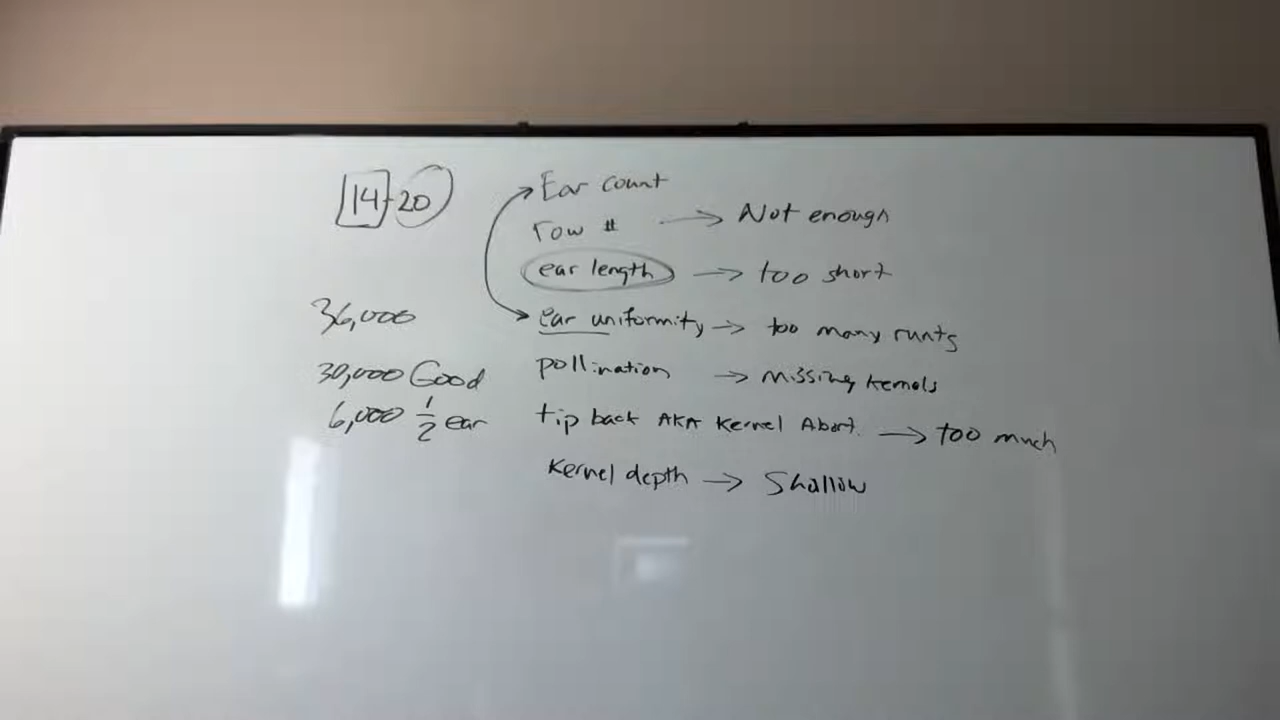 14-20
Ear count
row # → Not enough
ear length → too short
36,000
ear uniformity → too many runts
30,000 Good
pollination → missing kernels
6,000 1/2 ear
tip back AKA Kernel Abort. → too much
Kernel depth → Shallow